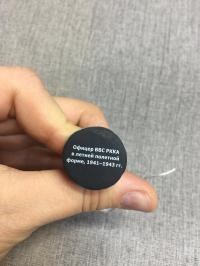 Офицер ВВС РККА
в летней полетной
форме, 1941–1943 гг.